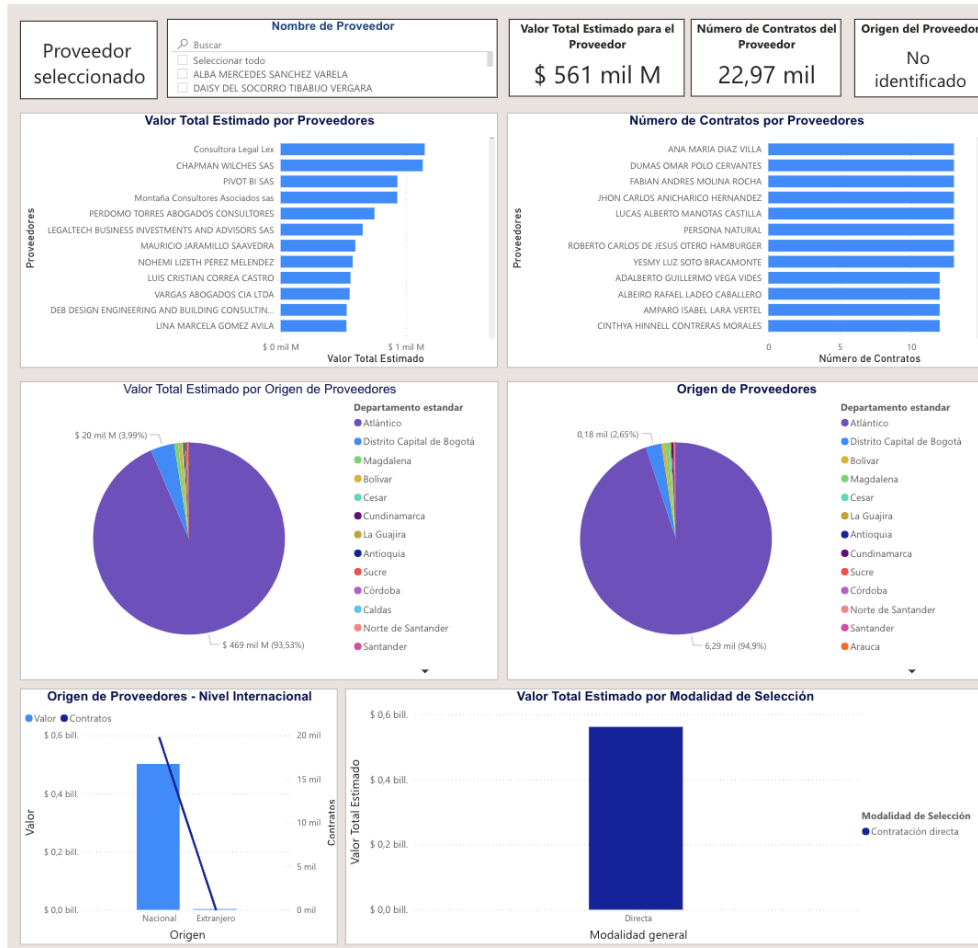 Proveedor
seleccionado
Nombre de Proveedor
Buscar
Seleccionar todo
ALBA MERCEDES SANCHEZ VARELA
DAISY DEL SOCORRO TIBABIJO VERGARA
Valor Total Estimado para el
Proveedor
$ 561 mil M
Número de Contratos del
Proveedor
22,97 mil
Origen del Proveedor
No
identificado
Valor Total Estimado por Proveedores
Proveedores
Consultora Legal Lex
CHAPMAN WILCHES SAS
PIVOT BI SAS
Montaña Consultores Asociados sas
PERDOMO TORRES ABOGADOS CONSULTORES
LEGALTECH BUSINESS INVESTMENTS AND ADVISORS SAS
MAURICIO JARAMILLO SAAVEDRA
NOHEMI LIZETH PEREZ MELENDEZ
LUIS CRISTIAN CORREA CASTRO
VARGAS ABOGADOS CIA LTDA
DEB DESIGN ENGINEERING AND BUILDING CONSULTIN...
LINA MARCELA GOMEZ AVILA
$ 0 mil M
$ 1 mil M
Valor Total Estimado
Número de Contratos por Proveedores
Proveedores
ANA MARIA DIAZ VILLA
DUMAS OMAR POLO CERVANTES
FABIAN ANDRES MOLINA ROCHA
JHON CARLOS ANICHARICO HERNANDEZ
LUCAS ALBERTO MANOTAS CASTILLA
PERSONA NATURAL
ROBERTO CARLOS DE JESUS OTERO HAMBURGER
YESMY LUZ SOTO BRACAMONTE
ADALBERTO GUILLERMO VEGA VIDES
ALBEIRO RAFAEL LADEO CABALLERO
AMPARO ISABEL LARA VERTEL
CINTHYA HINNELL CONTRERAS MORALES
0
5
10
Número de Contratos
Valor Total Estimado por Origen de Proveedores
$ 20 mil M (3,99%)
$ 469 mil M (93,53%)
Departamento estandar
Atlántico
Distrito Capital de Bogotá
Magdalena
Bolívar
Cesar
Cundinamarca
La Guajira
Antioquia
Sucre
Córdoba
Caldas
Norte de Santander
Santander
Origen de Proveedores
0,18 mil (2,65%)
6,29 mil (94,9%)
Departamento estandar
Atlántico
Distrito Capital de Bogotá
Bolívar
Magdalena
Cesar
La Guajira
Antioquia
Cundinamarca
Sucre
Córdoba
Norte de Santander
Santander
Arauca
Origen de Proveedores - Nivel Internacional
Valor
Contratos
$ 0,6 bill.
$ 0,4 bill.
$ 0,2 bill.
$ 0,0 bill.
Valor
20 mil
15 mil
10 mil
5 mil
0 mil
Contratos
Nacional
Extranjero
Origen
Valor Total Estimado por Modalidad de Selección
$ 0,6 bill.
$ 0,4 bill.
$ 0,2 bill.
$ 0,0 bill.
Valor Total Estimado
Directa
Modalidad general
Modalidad de Selección
Contratación directa